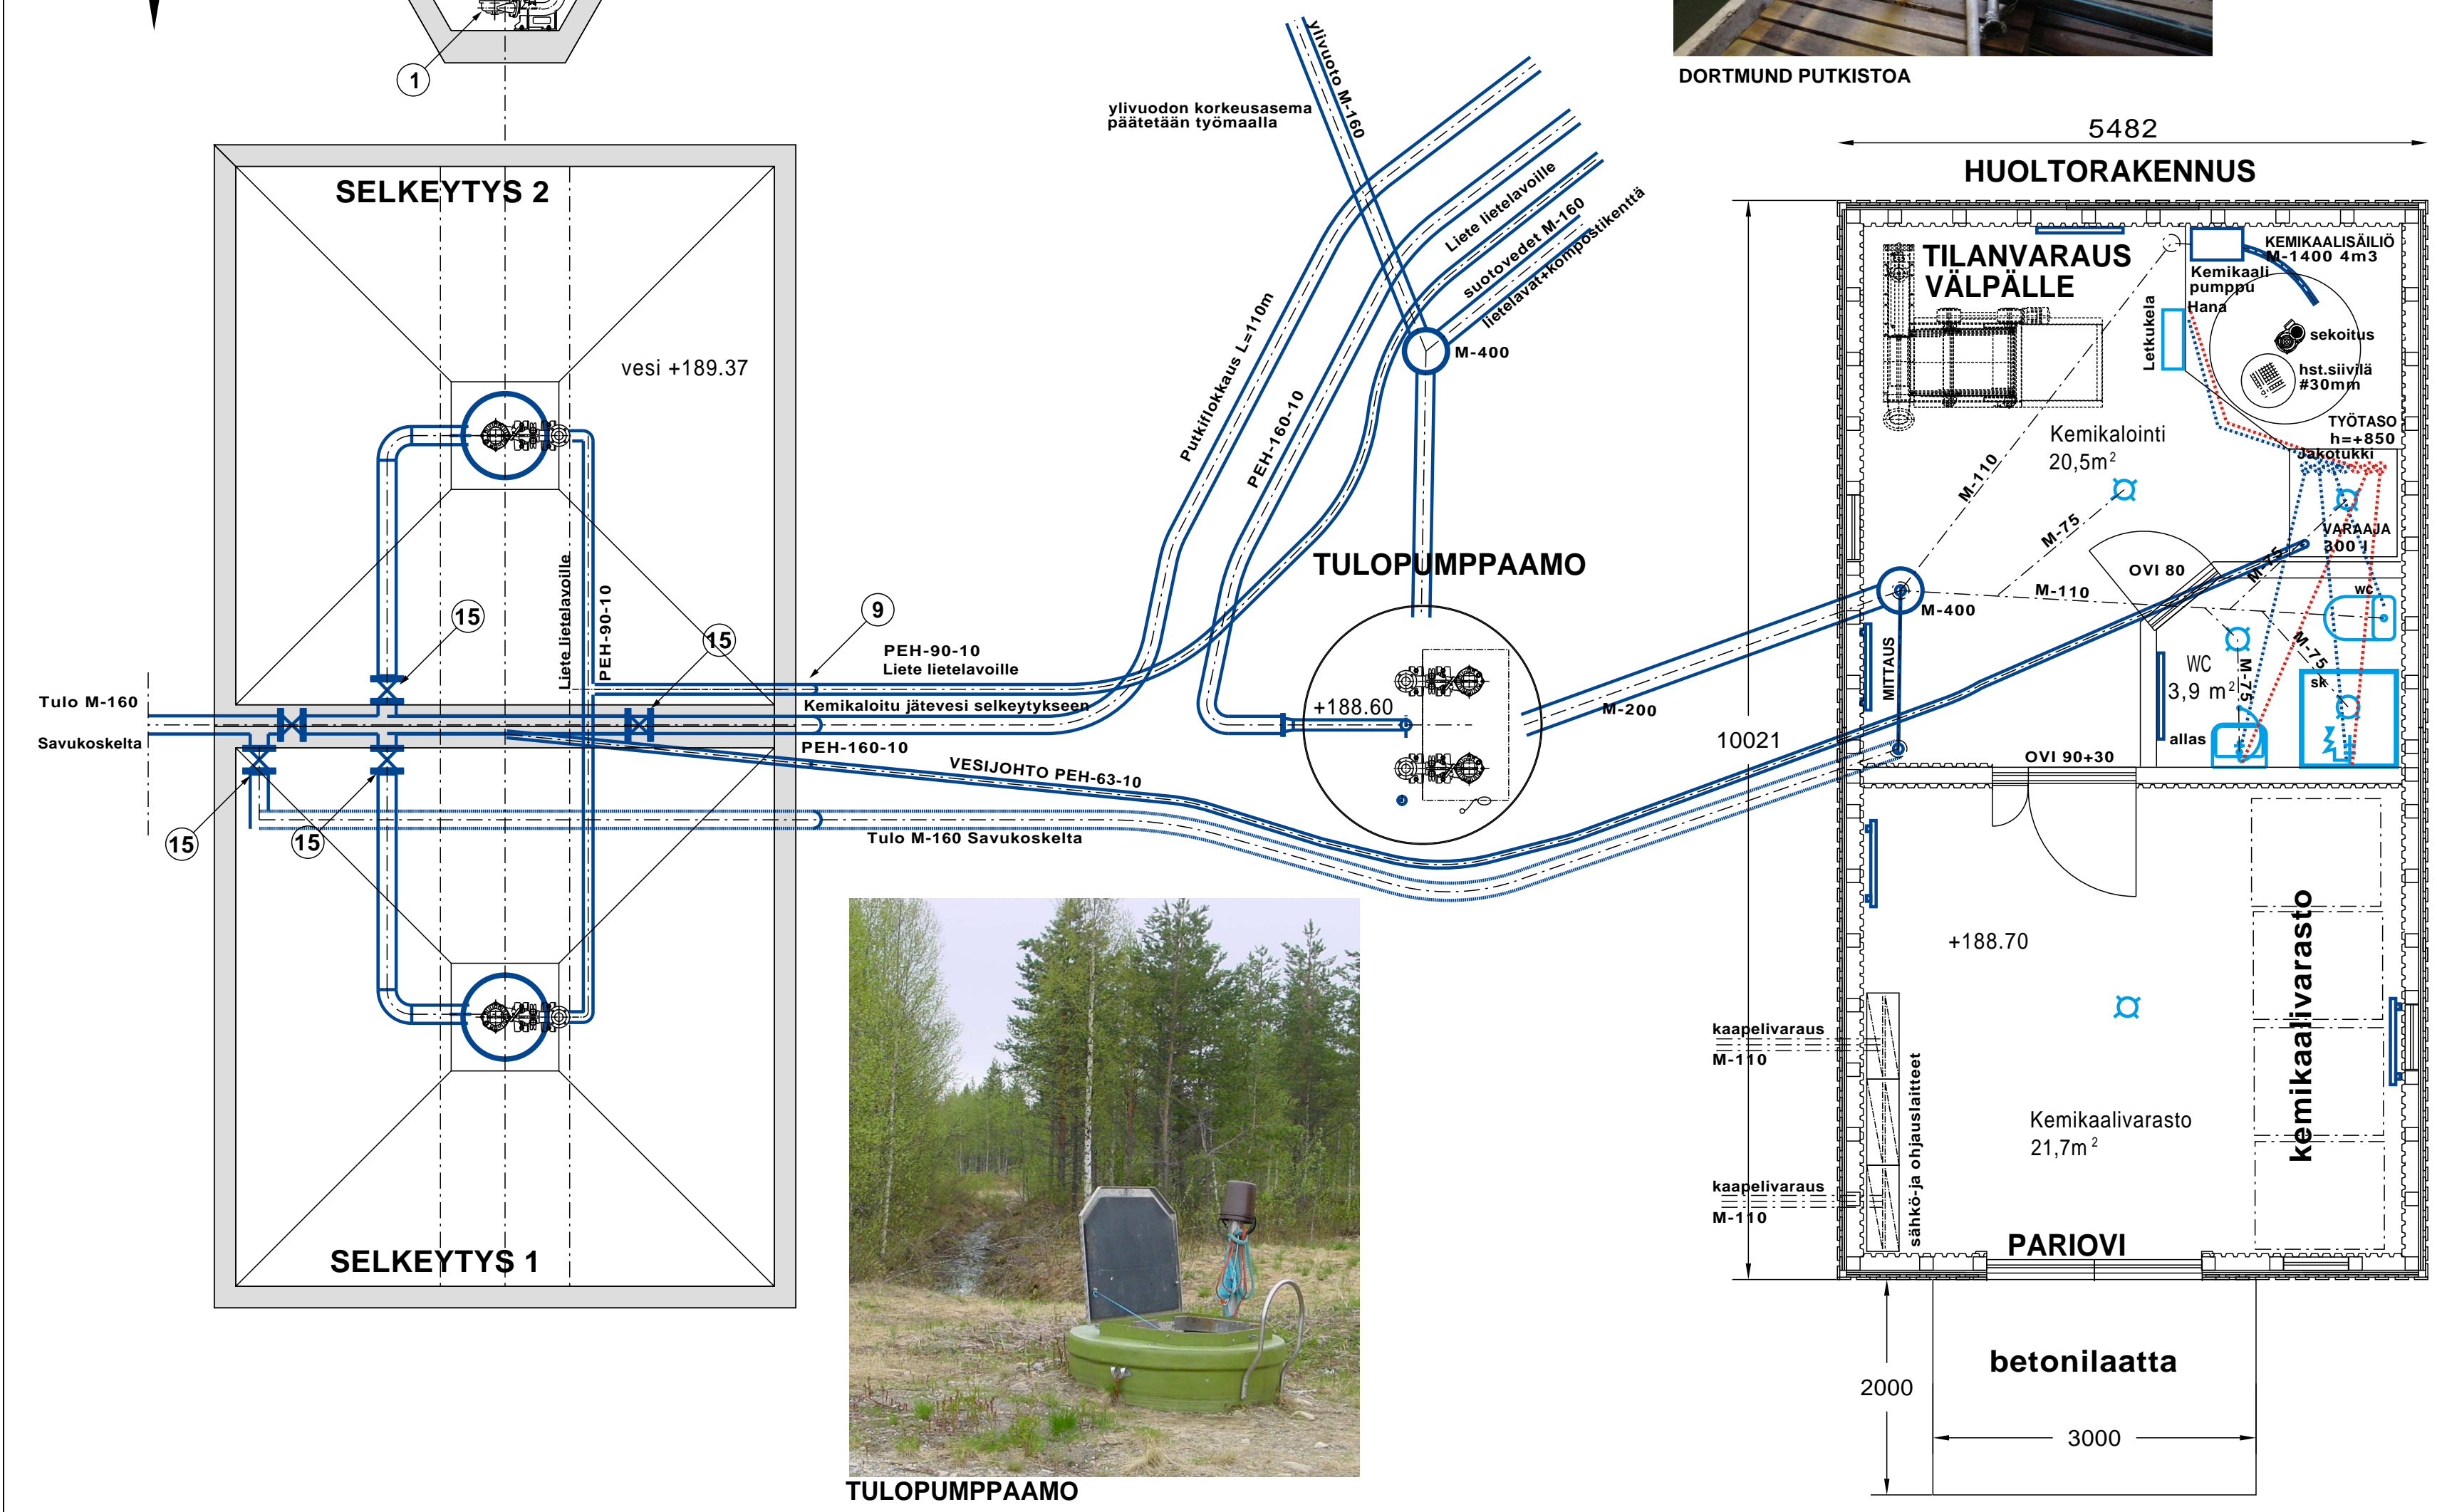 1
DORTMUND PUTKISTOA
ylivuoto M-160
ylivuodon korkeusasema
päätetään työmaalla
5482
HUOLTORAKENNUS
SELKEYTYS 2
vesi +189.37
Putkiflokkaus L=110m
PEH-160-10
Liete lietelavoille
suotovedet M-160
lietelavat+kompostikenttä
M-400
TILANVARAUS
VÄLPÄLLE
KEMIKAALISÄILIÖ
M-1400 4m3
Kemikaali
pumppu
Hana
Letkukela
sekoitus
hst.siivilä
#30mm
TYÖTASO
h=+850
Jakotukki
Kemikalointi
20,5m²
M-110
M-75
VARAAJA
300 l
M-75
OVI 80
M-110
WC
M-400
MITTAUS
WC
3,9 m²
M-75
M-75
sk
allas
OVI 90+30
TULOPUMPPAAMO
+188.60
M-200
10021
Liete lietelavoille
PEH-90-10
15
15
9
PEH-90-10
Liete lietelavoille
Tulo M-160
Savukoskelta
Kemikaloitu jätevesi selkeytykseen
PEH-160-10
VESIJOHTO PEH-63-10
Tulo M-160 Savukoskelta
15
15
SELKEYTYS 1
+188.70
kemikaalivarasto
kaapelivaraus
M-110
kaapelivaraus
M-110
sähkö-ja ohjauslaitteet
Kemikaalivarasto
21,7m²
PARIOVI
betonilaatta
2000
3000
TULOPUMPPAAMO